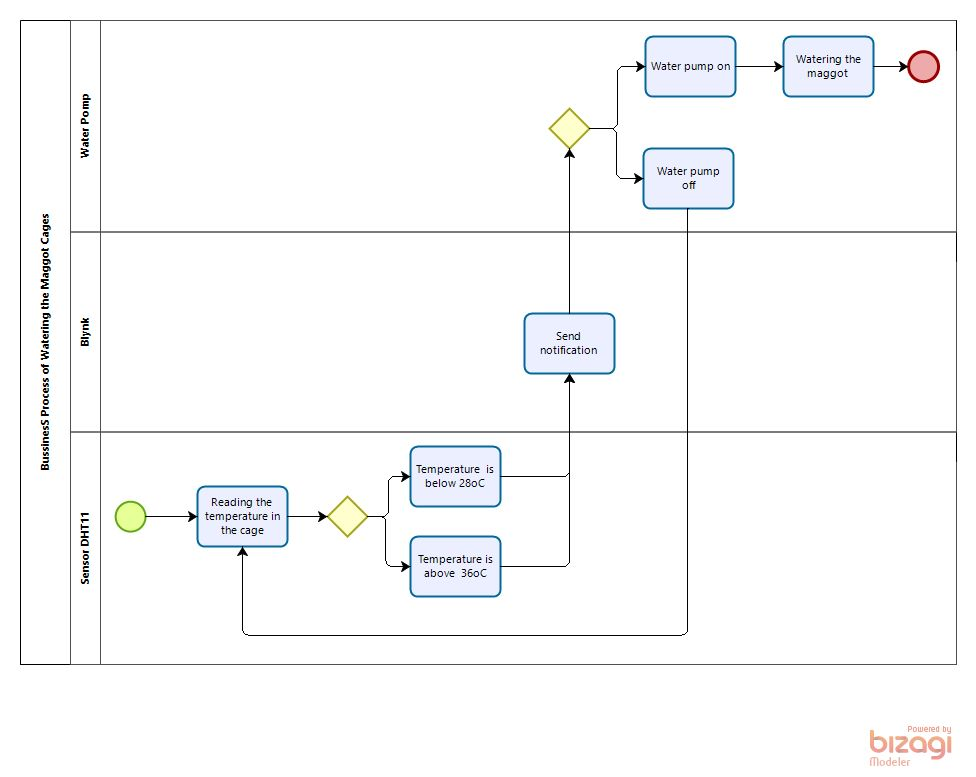 BussinesS Process of Watering the Maggot Cages
Water Pomp
Water pump on
Watering the
maggot
Water pump
off
Blynk
Send
notification
Sensor DHT11
Reading the
temperature in
the cage
Temperature is
below 28oC
Temperature is
above 36oC
Powered by
bizagi
Modeler